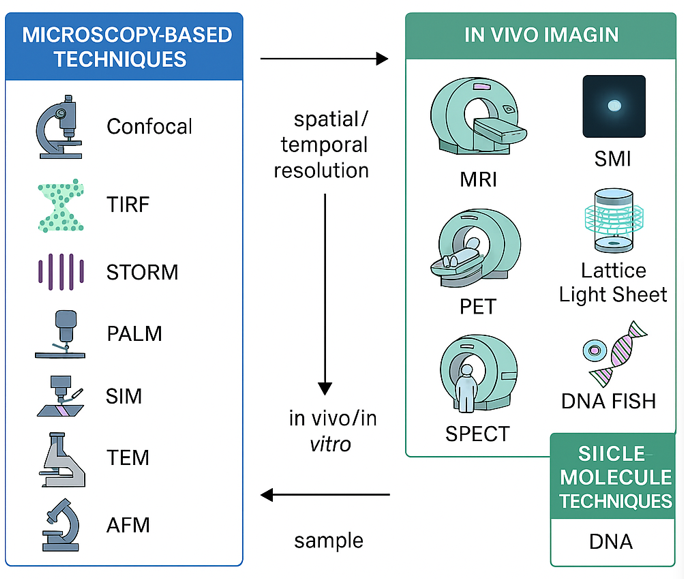 MICROSCOPY-BASED
TECHNIQUES
Confocal
TIRF
STORM
PALM
SIM
TEM
AFM
spatial/
temporal
resolution
in vivo/in
vitro
sample
IN VIVO IMAGIN
MRI
SMI
PET
Lattice
Light Sheet
SPECT
DNA FISH
SIICLE-
MOLECULE
TECHNIQUES
DNA